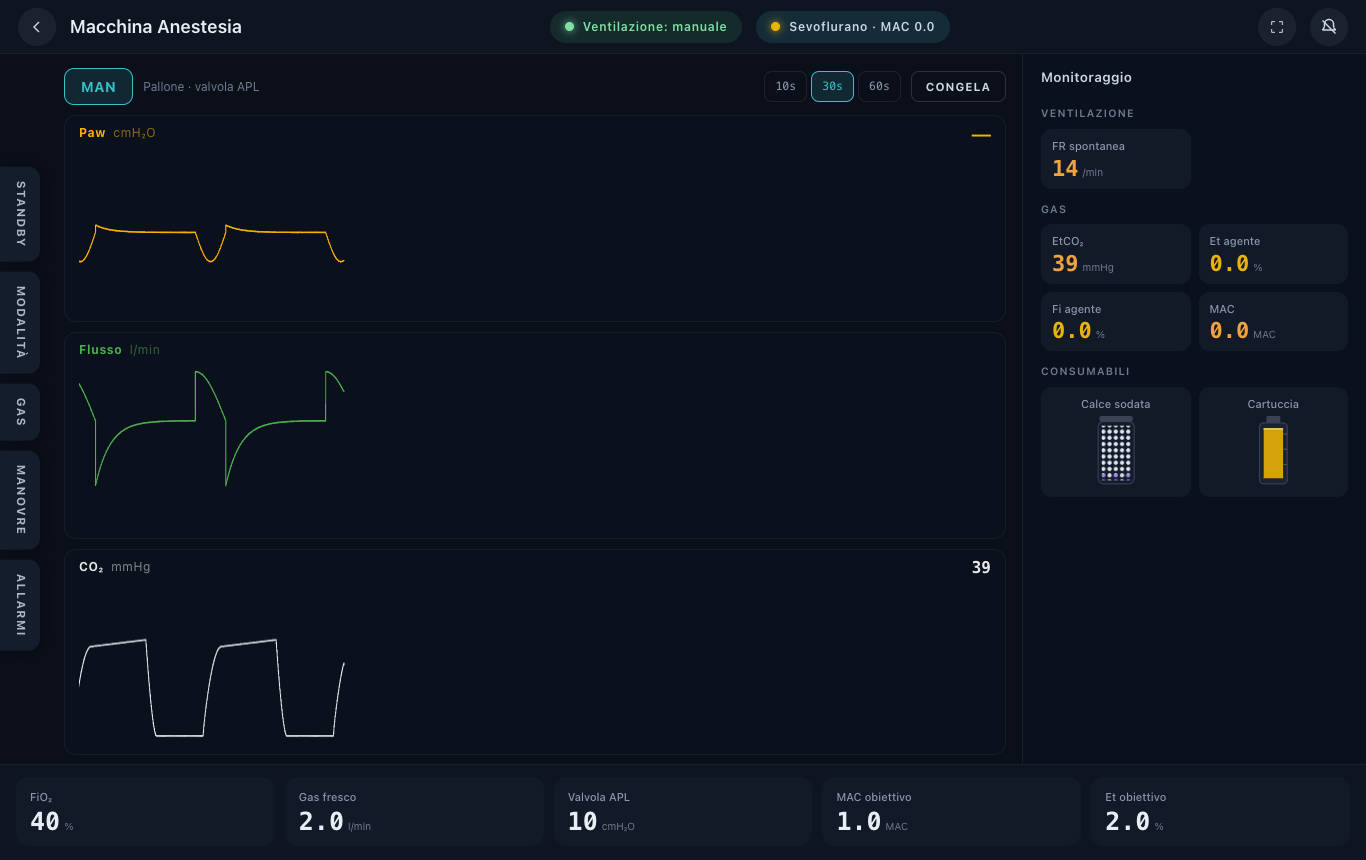 Macchina Anestesia
Ventilazione: manuale
Sevoflurano · MAC 0.0
MAN
Pallone · valvola APL
10s
30s
60s
CONGELA
STANDBY
MODALITÀ
GAS
MANOVRE
ALLARMI
Paw cmH₂O
—
Flusso l/min
CO₂ mmHg
39
Monitoraggio
VENTILAZIONE
FR spontanea
14 /min
GAS
EtCO₂
39 mmHg
Et agente
0.0 %
Fi agente
0.0 %
MAC
0.0 MAC
CONSUMABILI
Calce sodata
Cartuccia
FiO₂
40 %
Gas fresco
2.0 l/min
Valvola APL
10 cmH₂O
MAC obiettivo
1.0 MAC
Et obiettivo
2.0 %